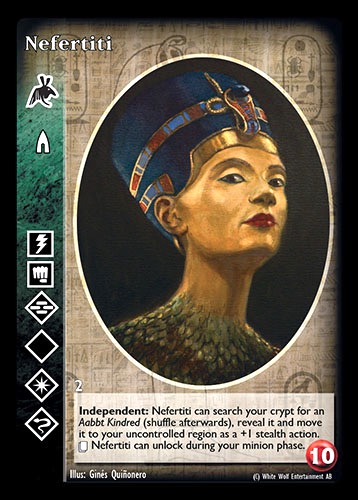 Nefertiti
2
Independent: Nefertiti can search your crypt for an
Aabbt Kindred (shuffle afterwards), reveal it and move
it to your uncontrolled region as a +1 stealth action.
Nefertiti can unlock during your minion phase.
10
Illus: Ginés Quiñonero
(C) White Wolf Entertainment AB